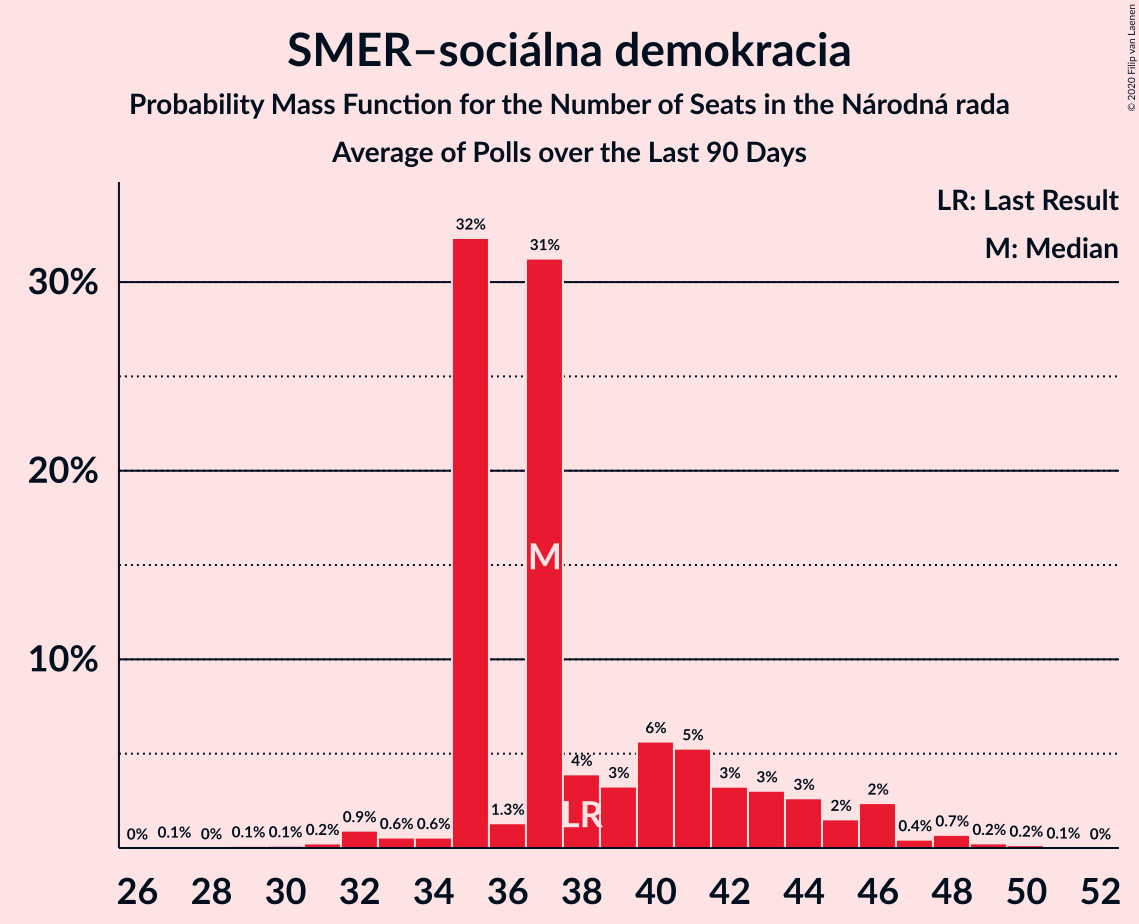 SMER–sociálna demokracia
Probability Mass Function for the Number of Seats in the Národná rada
Average of Polls over the Last 90 Days
© 2020 Filip van Laenen
LR: Last Result
M: Median
30%
20%
10%
0% 0.1% 0% 0.1% 0.1% 0.2% 0.9% 0.6% 0.6% 32% 1.3% 31% 4% 3% 6% 5% 3% 3% 3% 2% 2% 0.4% 0.7% 0.2% 0.2% 0.1% 0%
M
LR
26 28 30 32 34 36 38 40 42 44 46 48 50 52